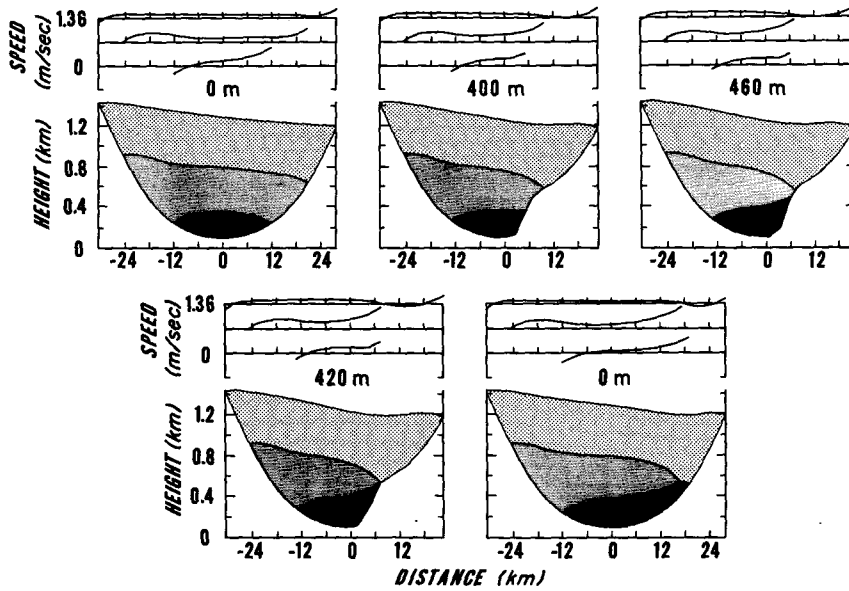 SPEED
(m/sec)
1.36
0
0 m
400 m
460 m
HEIGHT (km)
1.2
0.8
0.4
0
-24 -12 0 12 24
-24 -12 0 12
-24 -12 0 12
SPEED
(m/sec)
1.36
0
420 m
0 m
HEIGHT (km)
1.2
0.8
0.4
0
-24 -12 0 12
-24 -12 0 12 24
DISTANCE (km)